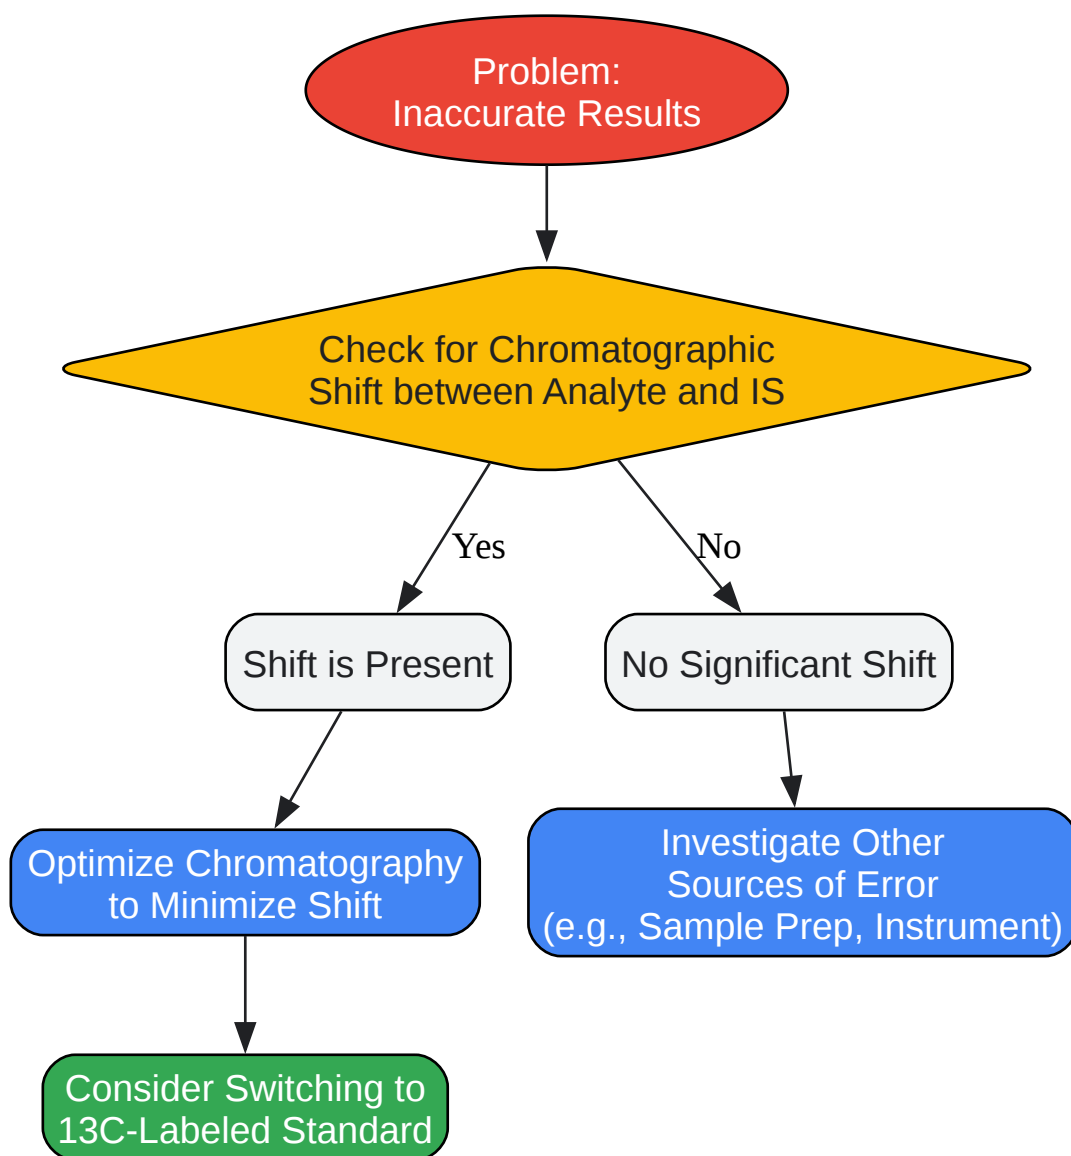 Problem:
Inaccurate Results
Check for Chromatographic
Shift between Analyte and IS
Yes
No
Shift is Present
No Significant Shift
Optimize Chromatography
to Minimize Shift
Investigate Other
Sources of Error
(e.g., Sample Prep, Instrument)
Consider Switching to
13C-Labeled Standard